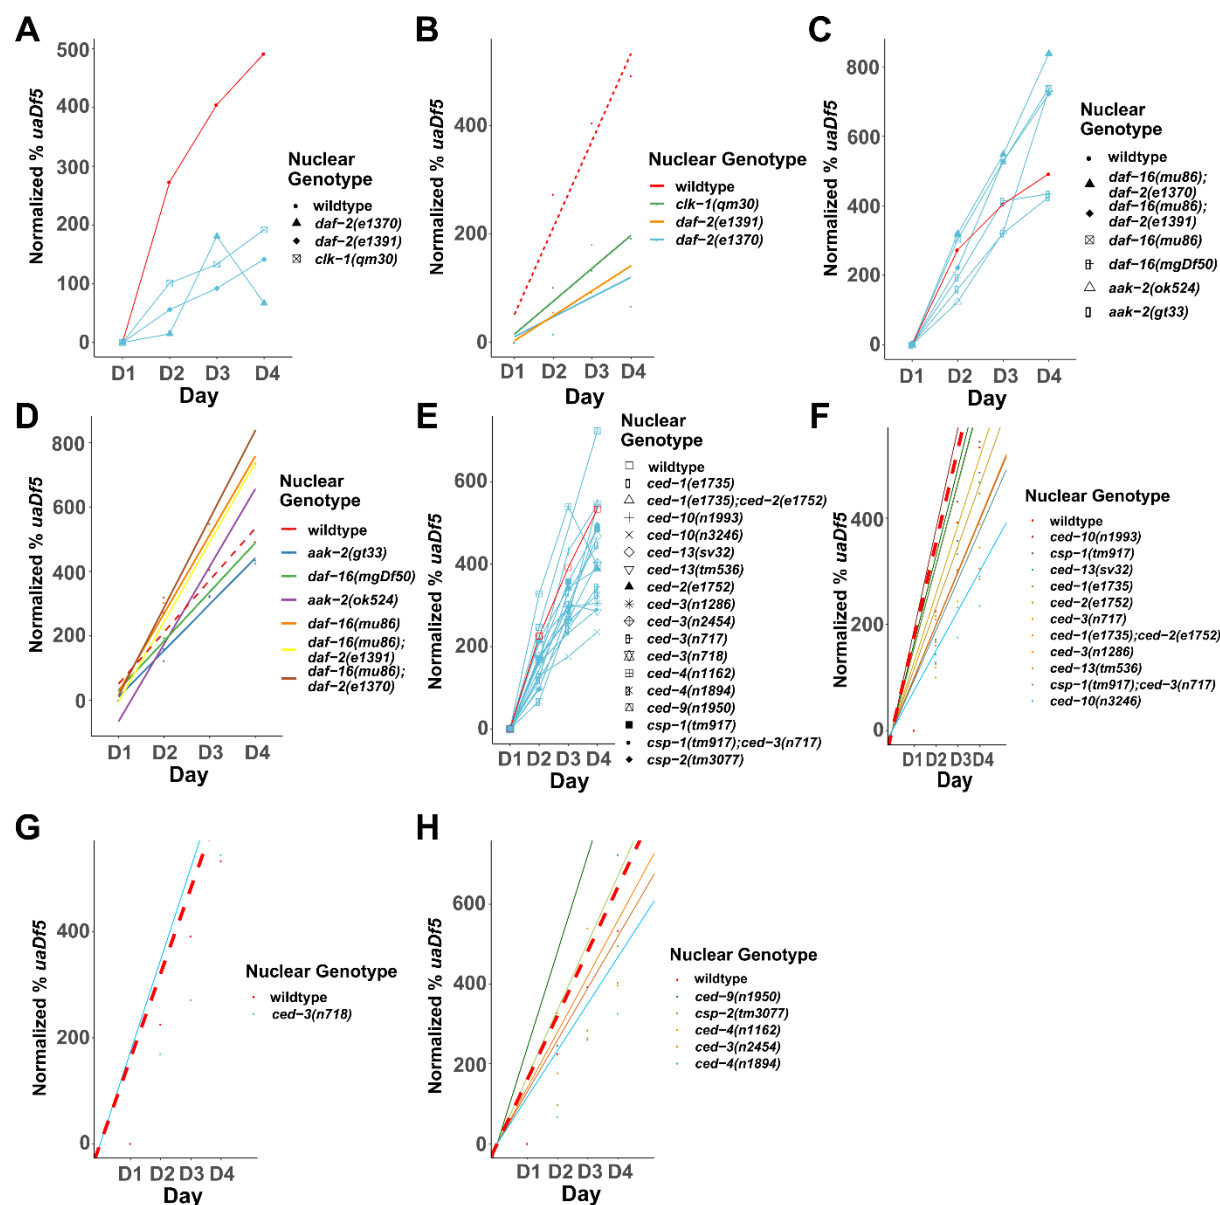 A
Normalized % uaDf5
500
400
300
200
100
0
D1 D2 D3 D4
Day
Nuclear
Genotype
wildtype
daf-2(e1370)
daf-2(e1391)
clk-1(qm30)
B
Normalized % uaDf5
400
200
0
D1 D2 D3 D4
Day
Nuclear Genotype
wildtype
clk-1(qm30)
daf-2(e1391)
daf-2(e1370)
C
Normalized % uaDf5
800
600
400
200
0
D1 D2 D3 D4
Day
Nuclear
Genotype
wildtype
daf-16(mu86);
daf-2(e1370)
daf-16(mu86);
daf-2(e1391)
daf-16(mu86)
daf-16(mgDf50)
aak-2(ok524)
aak-2(gt33)
D
Normalized % uaDf5
800
600
400
200
0
D1 D2 D3 D4
Day
Nuclear
Genotype
wildtype
aak-2(gt33)
daf-16(mgDf50)
aak-2(ok524)
daf-16(mu86)
daf-16(mu86);
daf-2(e1391)
daf-16(mu86);
daf-2(e1370)
E
Normalized % uaDf5
600
400
200
0
D1 D2 D3 D4
Day
Nuclear
Genotype
wildtype
ced-1(e1735)
ced-1(e1735);ced-2(e1752)
ced-10(n1993)
ced-10(n3246)
ced-13(sv32)
ced-13(tm536)
ced-2(e1752)
ced-3(n1286)
ced-3(n2454)
ced-3(n717)
ced-3(n718)
ced-4(n1162)
ced-4(n1894)
ced-9(n1950)
csp-1(tm917)
csp-1(tm917);ced-3(n717)
csp-2(tm3077)
F
Normalized % uaDf5
400
200
0
D1 D2 D3 D4
Day
Nuclear Genotype
wildtype
ced-10(n1993)
csp-1(tm917)
ced-13(sv32)
ced-1(e1735)
ced-2(e1752)
ced-3(n717)
ced-1(e1735);ced-2(e1752)
ced-3(n1286)
ced-13(tm536)
csp-1(tm917);ced-3(n717)
ced-10(n3246)
G
Normalized % uaDf5
400
200
0
D1 D2 D3 D4
Day
Nuclear Genotype
wildtype
ced-3(n718)
H
Normalized % uaDf5
600
400
200
0
D1 D2 D3 D4
Day
Nuclear Genotype
wildtype
ced-9(n1950)
csp-2(tm3077)
ced-4(n1162)
ced-3(n2454)
ced-4(n1894)